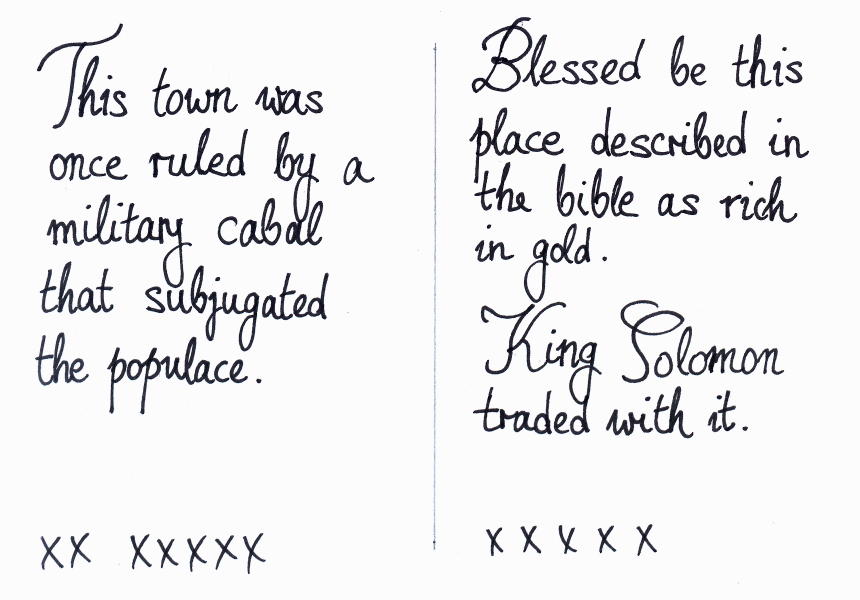 This town was
once ruled by a
military cabal
that subjugated
the populace.
XX XXXXX
Blessed be this
place described in
the bible as rich
in gold.
King Solomon
traded with it.
X X X X X